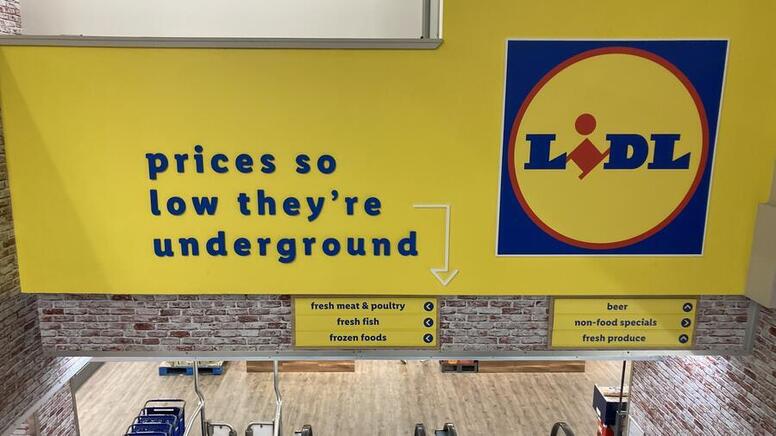 prices so
low they're
underground
LIDL
fresh meat & poultry
fresh fish
frozen foods
beer
non-food specials
fresh produce